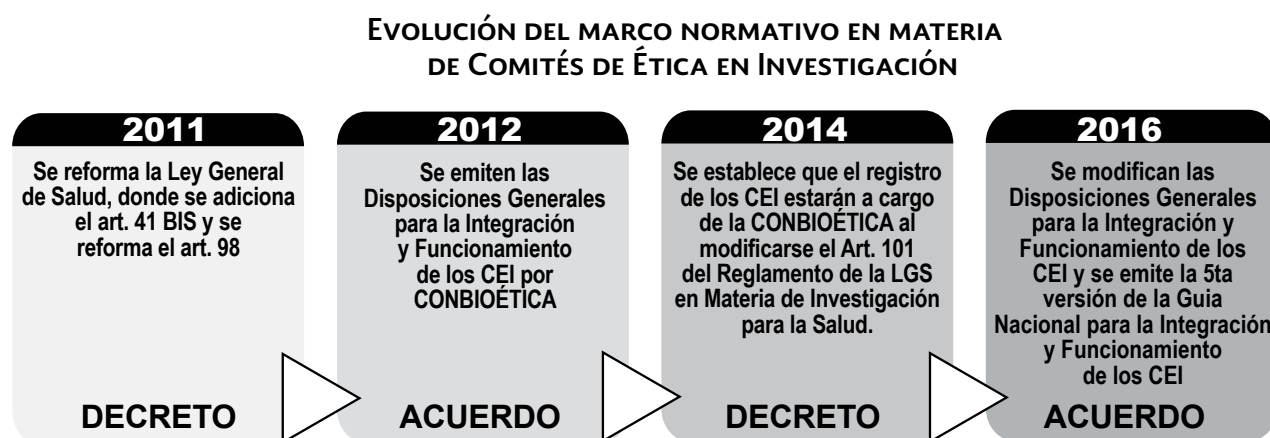 Evolución del marco normativo en materia
de Comités de Ética en Investigación
2011
Se reforma la Ley General
de Salud, donde se adiciona
el art. 41 BIS y se
reforma el art. 98
DECRETO
2012
Se emiten las
Disposiciones Generales
para la Integración
y Funcionamiento
de los CEI por
CONBIOÉTICA
ACUERDO
2014
Se establece que el registro
de los CEI estarán a cargo
de la CONBIOÉTICA al
modificarse el Art. 101
del Reglamento de la LGS
en Materia de Investigación
para la Salud.
DECRETO
2016
Se modifican las
Disposiciones Generales
para la Integración y
Funcionamiento de los
CEI y se emite la 5ta
versión de la Guia
Nacional para la Integración
y Funcionamiento
de los CEI
ACUERDO